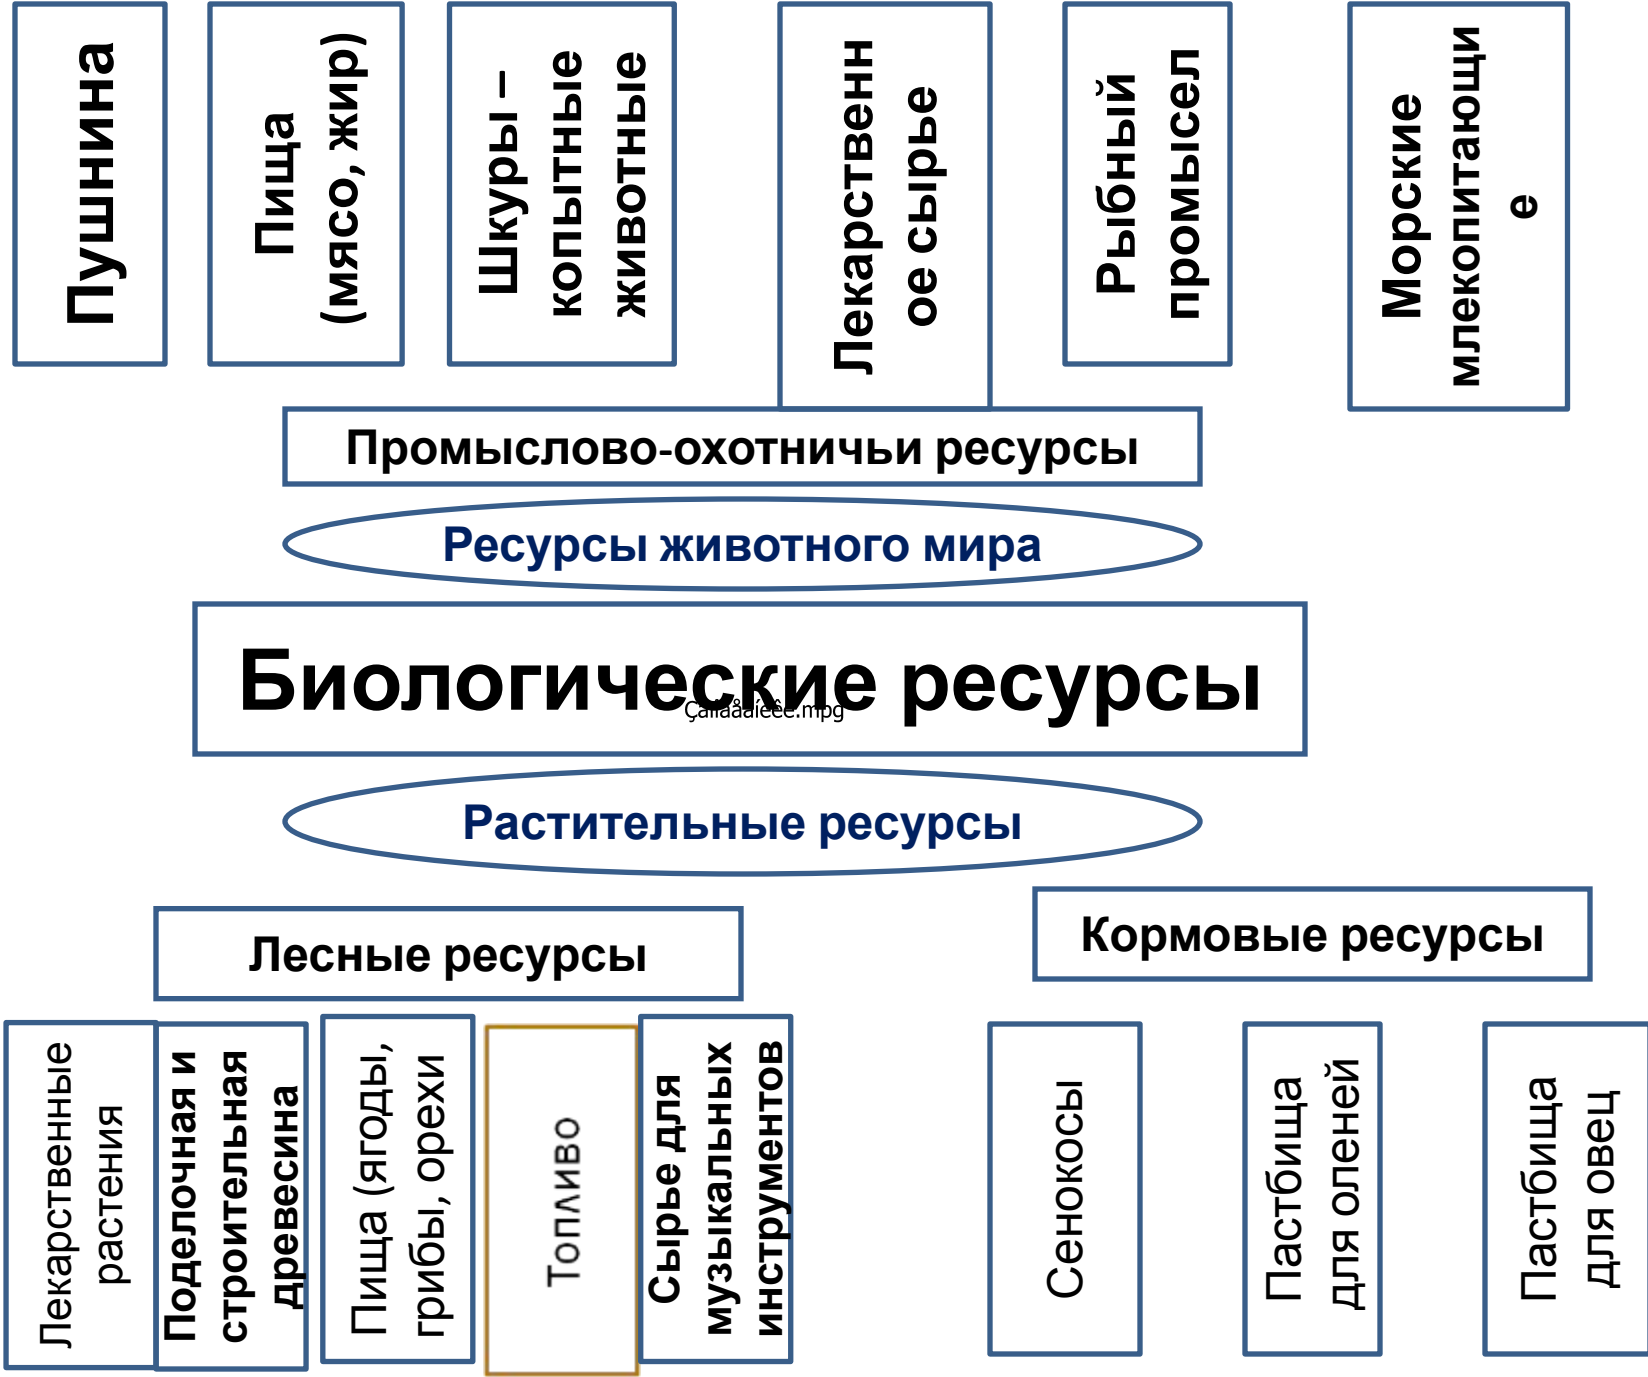 Пушнина
Пища
(мясо, жир)
Шкуры –
копытные
животные
Лекарственн
ое сырье
Рыбный
промысел
Морские
млекопитающи
е
Промыслово-охотничьи ресурсы
Ресурсы животного мира
Биологические ресурсы
Растительные ресурсы
Лесные ресурсы
Кормовые ресурсы
Лекарственные
растения
Поделочная и
строительная
древесина
Пища (ягоды,
грибы, орехи
Топливо
Сырье для
музыкальных
инструментов
Сенокосы
Пастбища
для оленей
Пастбища
для овец